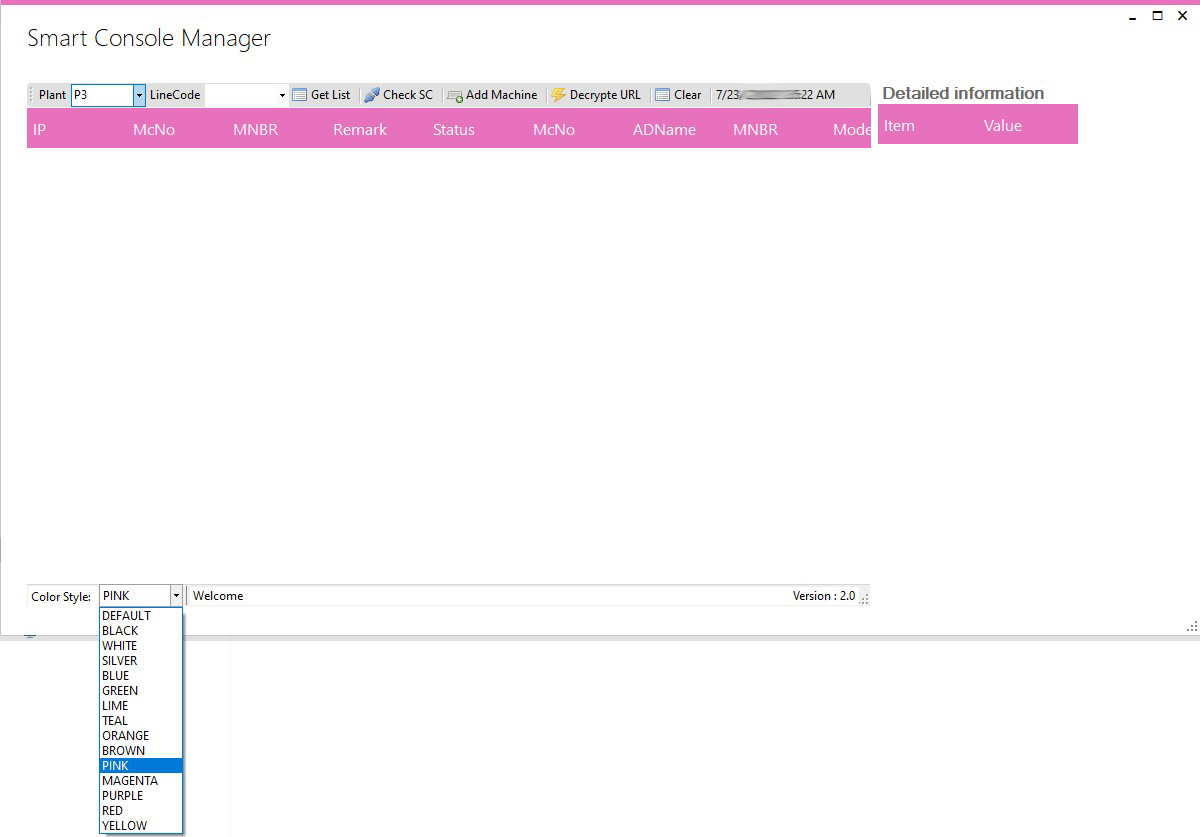 Smart Console Manager
Plant P3 LineCode Get List Check SC Add Machine Decrypte URL Clear 7/23 22 AM
Detailed information
IP McNo MNBR Remark Status McNo ADName MNBR Mode
Item Value
Color Style: PINK Welcome Version : 2.0
DEFAULT
BLACK
WHITE
SILVER
BLUE
GREEN
LIME
TEAL
ORANGE
BROWN
PINK
MAGENTA
PURPLE
RED
YELLOW